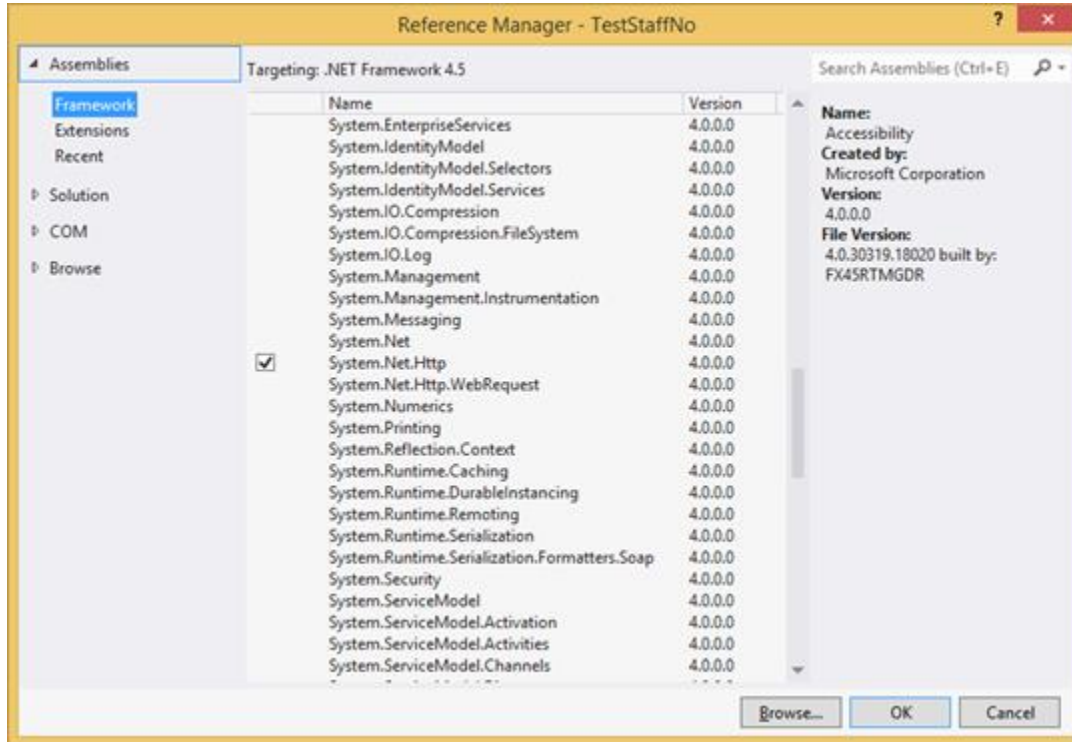 Reference Manager - TestStaffNo
?
Assemblies
Framework
Extensions
Recent
Solution
COM
Browse
Targeting: .NET Framework 4.5
Name Version
System.EnterpriseServices 4.0.0.0
System.IdentityModel 4.0.0.0
System.IdentityModel.Selectors 4.0.0.0
System.IdentityModel.Services 4.0.0.0
System.IO.Compression 4.0.0.0
System.IO.Compression.FileSystem 4.0.0.0
System.IO.Log 4.0.0.0
System.Management 4.0.0.0
System.Management.Instrumentation 4.0.0.0
System.Messaging 4.0.0.0
System.Net 4.0.0.0
System.Net.Http 4.0.0.0
System.Net.Http.WebRequest 4.0.0.0
System.Numerics 4.0.0.0
System.Printing 4.0.0.0
System.Reflection.Context 4.0.0.0
System.Runtime.Caching 4.0.0.0
System.Runtime.DurableInstancing 4.0.0.0
System.Runtime.Remoting 4.0.0.0
System.Runtime.Serialization 4.0.0.0
System.Runtime.Serialization.Formatters.Soap 4.0.0.0
System.Security 4.0.0.0
System.ServiceModel 4.0.0.0
System.ServiceModel.Activation 4.0.0.0
System.ServiceModel.Activities 4.0.0.0
System.ServiceModel.Channels 4.0.0.0
Search Assemblies (Ctrl+E)
Name:
Accessibility
Created by:
Microsoft Corporation
Version:
4.0.0.0
File Version:
4.0.30319.18020 built by:
FX45RTMGDR
Browse...
OK
Cancel